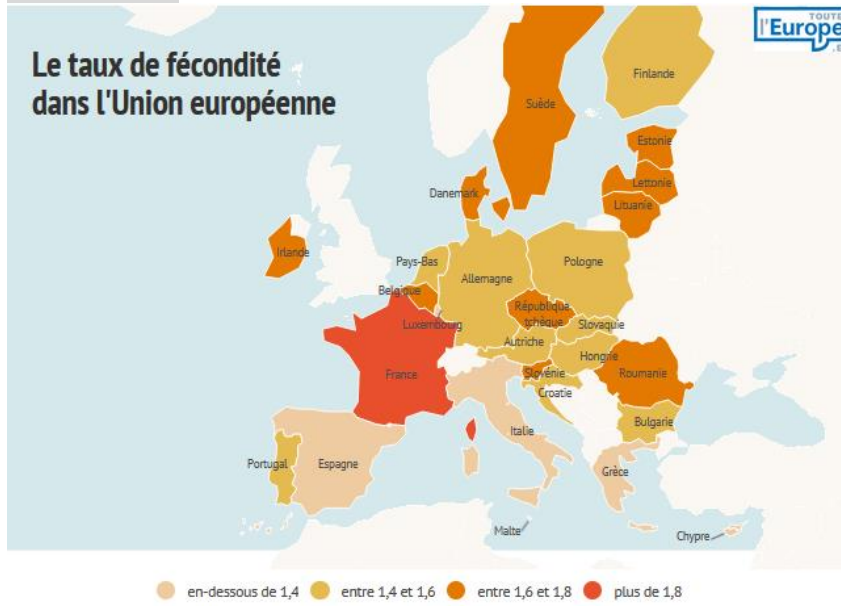 TOUTE
l'Europe
.e
Le taux de fécondité
dans l'Union européenne
Finlande
Suède
Estonie
Lettonie
Lituanie
Danemark
Irlande
Pays-Bas
Allemagne
Pologne
Belgique
République
tchèque
Luxembourg
Slovaquie
Autriche
Hongrie
France
Slovénie
Roumanie
Croatie
Bulgarie
Italie
Portugal
Espagne
Grèce
Malte
Chypre
en-dessous de 1,4 entre 1,4 et 1,6 entre 1,6 et 1,8 plus de 1,8